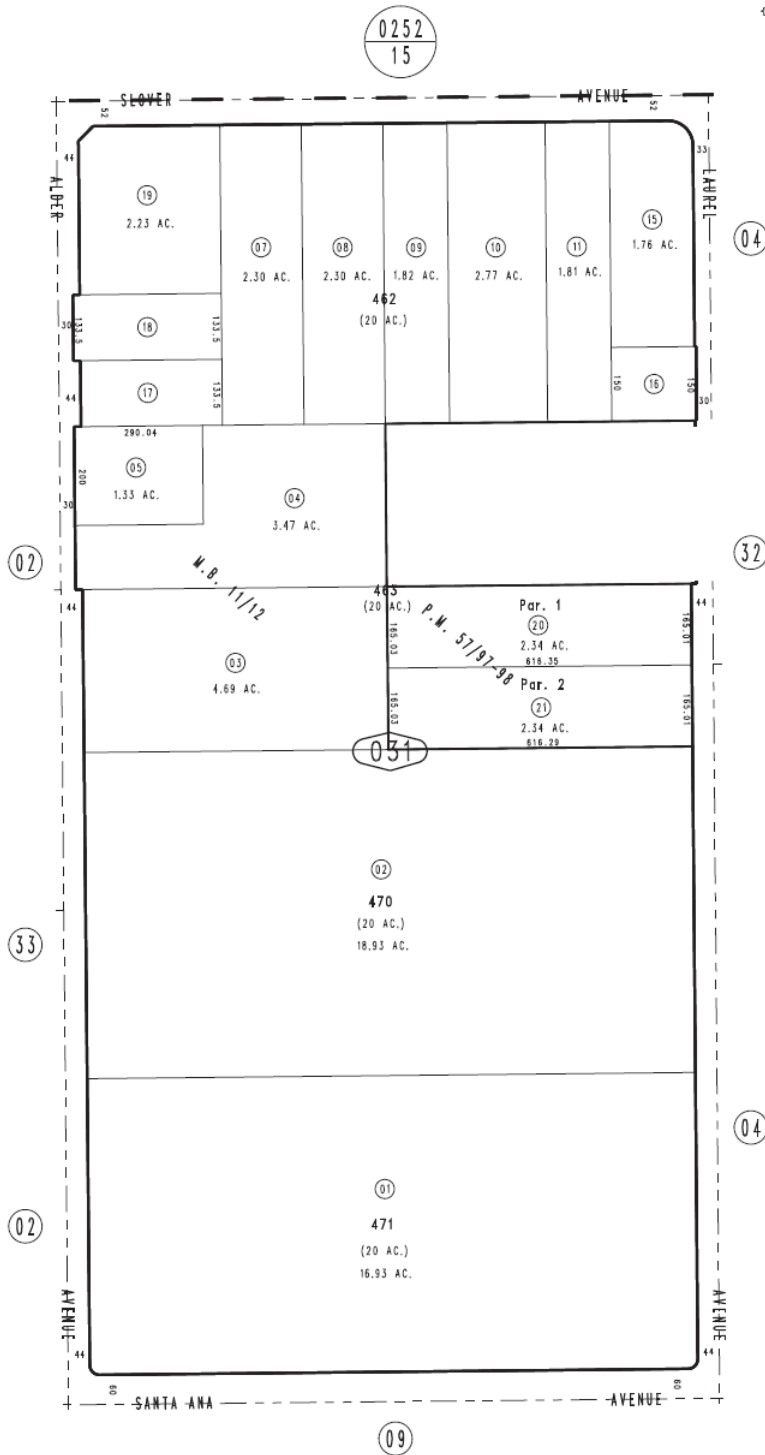 0252
15
SLOVER AVENUE
52
52
44
33
ALDER
LAUREL
19
2.23 AC.
07
2.30 AC.
08
2.30 AC.
09
1.82 AC.
10
2.77 AC.
11
1.81 AC.
15
1.76 AC.
04
462
(20 AC.)
30
133.5
18
133.5
44
17
133.5
150
16
150
30
290.04
200
05
1.33 AC.
30
04
3.47 AC.
02
32
M.B. 11/12
463
(20 AC.)
44
44
P.M. 57/97-98
Par. 1
20
2.34 AC.
616.35
165.03
165.01
03
4.69 AC.
Par. 2
21
2.34 AC.
616.29
165.03
165.01
031
02
470
(20 AC.)
18.93 AC.
33
04
01
471
(20 AC.)
16.93 AC.
02
AVENUE
AVENUE
44
44
60
60
SANTA ANA AVENUE
09